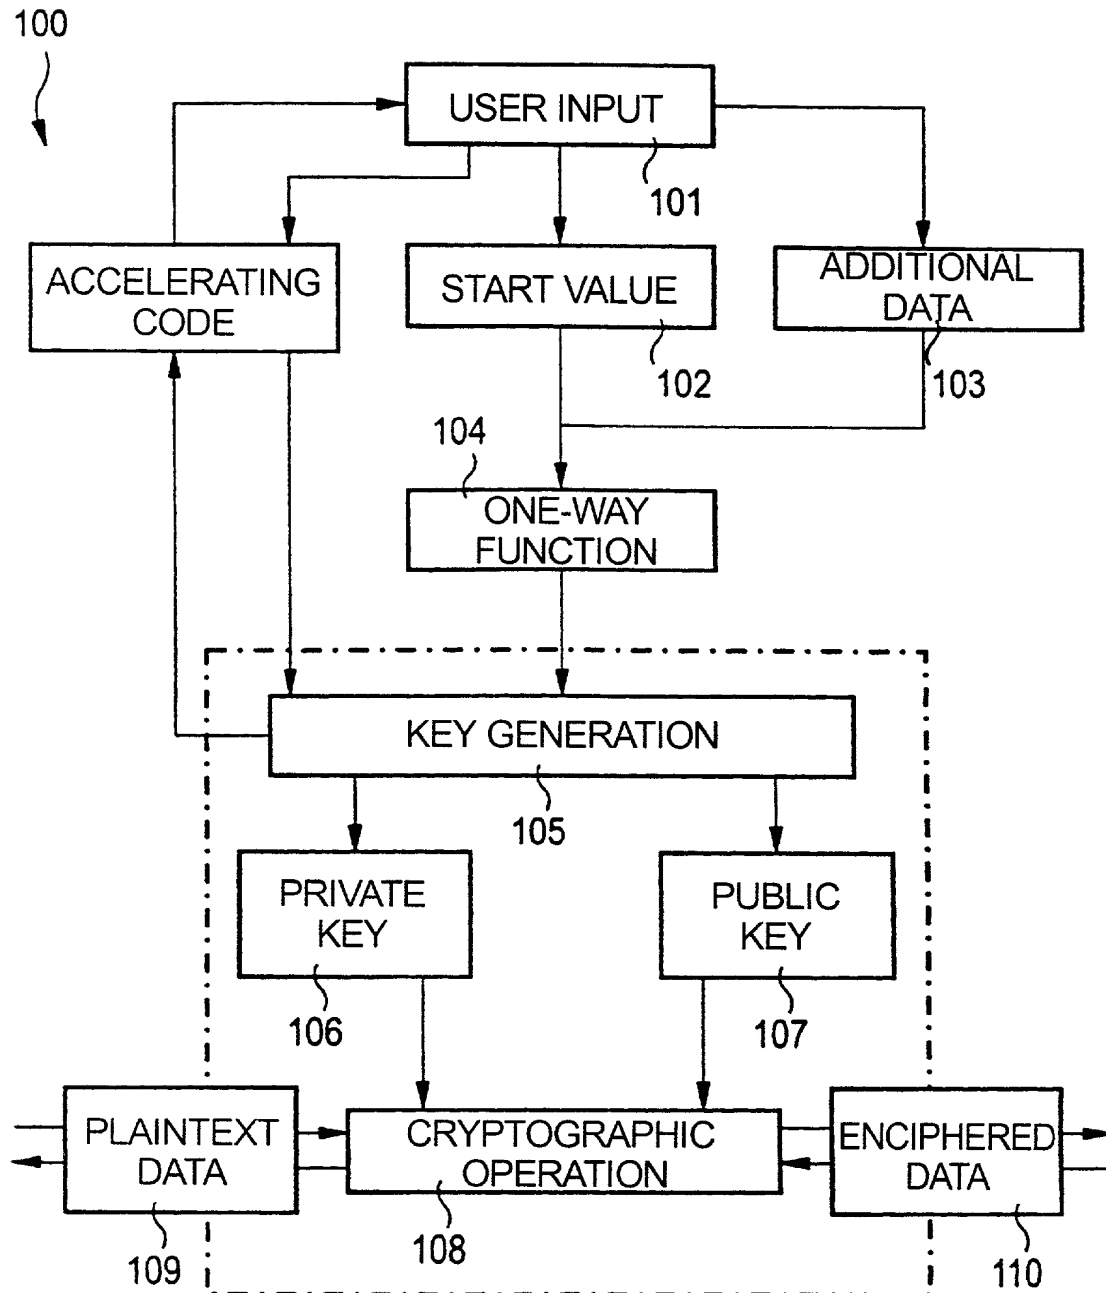 100
USER INPUT
101
ACCELERATING
CODE
START VALUE
102
ADDITIONAL
DATA
103
104
ONE-WAY
FUNCTION
KEY GENERATION
105
PRIVATE
KEY
106
PUBLIC
KEY
107
PLAINTEXT
DATA
109
CRYPTOGRAPHIC
OPERATION
108
ENCIPHERED
DATA
110